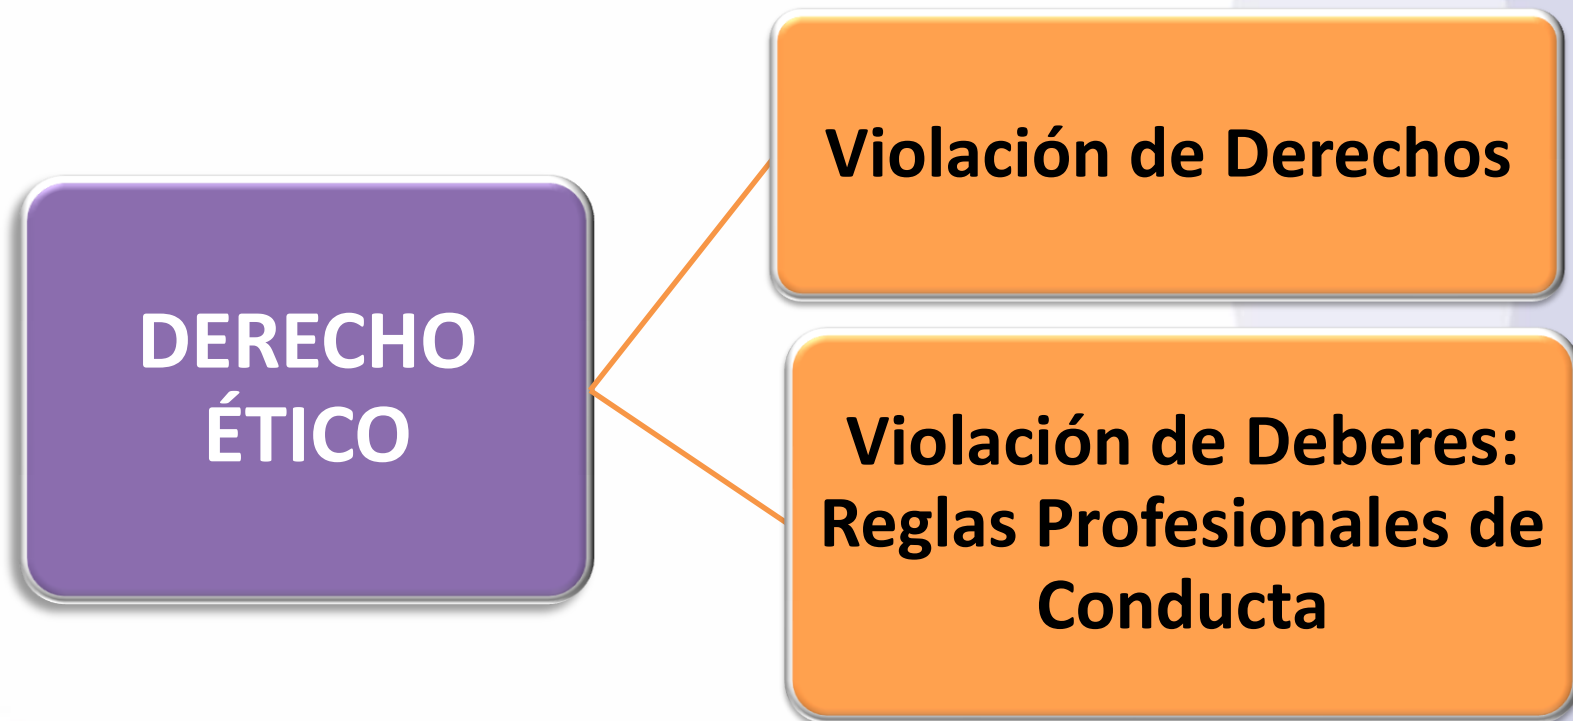 DERECHO
ÉTICO
Violación de Derechos
Violación de Deberes:
Reglas Profesionales de
Conducta